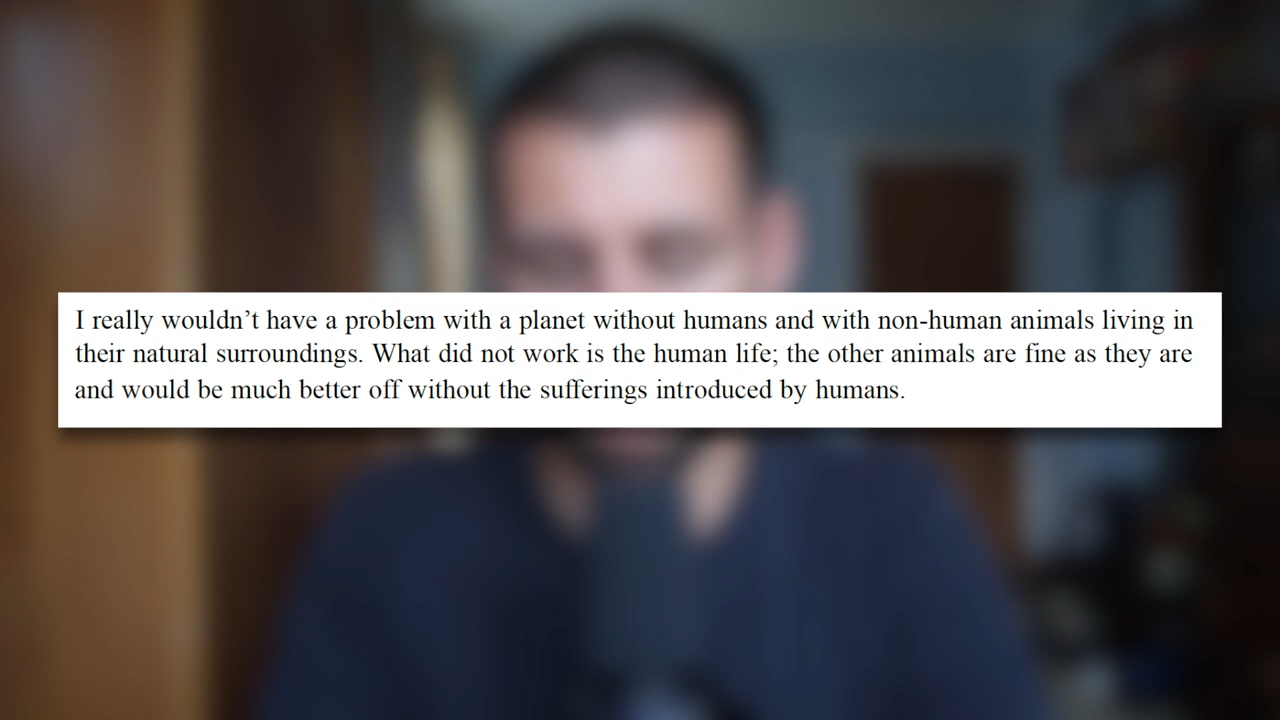 I really wouldn’t have a problem with a planet without humans and with non-human animals living in
their natural surroundings. What did not work is the human life; the other animals are fine as they are
and would be much better off without the sufferings introduced by humans.